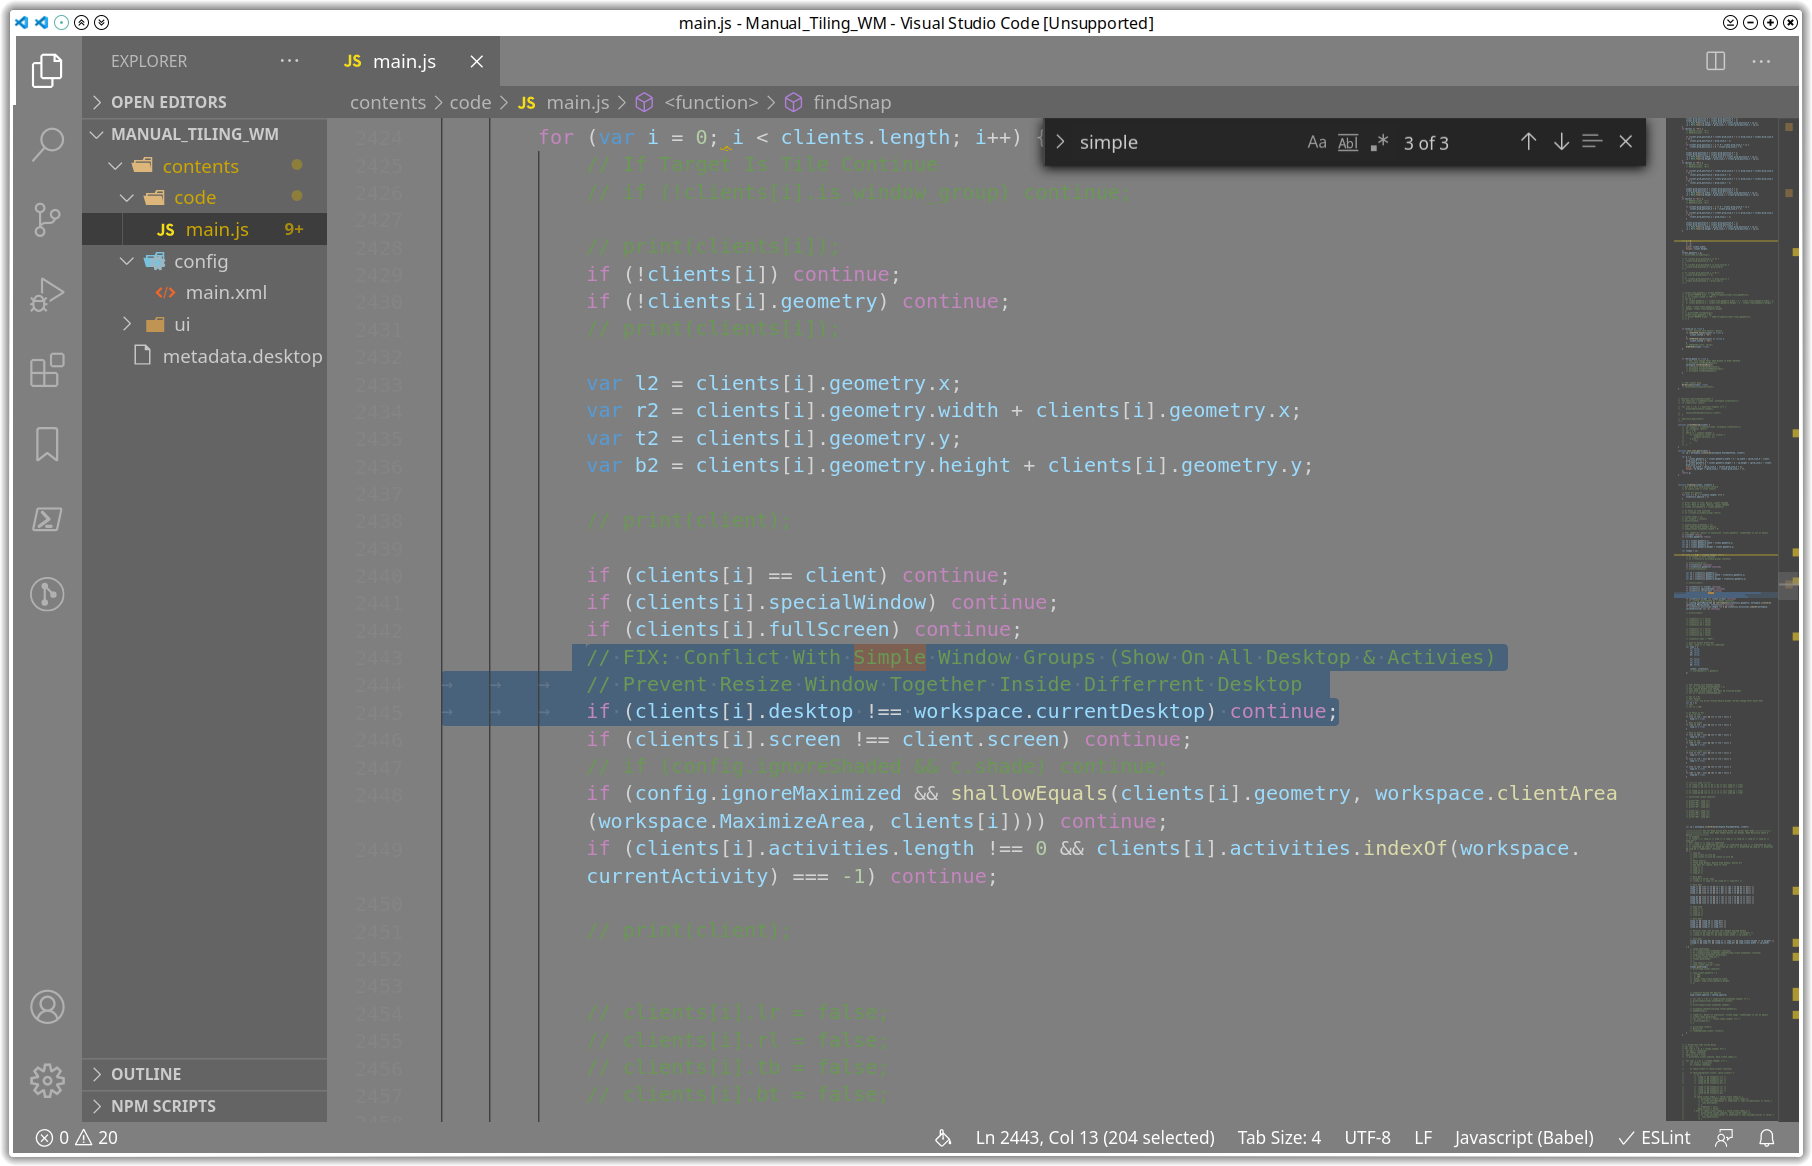 main.js - Manual_Tiling_WM - Visual Studio Code [Unsupported]
EXPLORER
OPEN EDITORS
MANUAL_TILING_WM
contents
code
JS main.js 9+
config
main.xml
ui
metadata.desktop
OUTLINE
NPM SCRIPTS
JS main.js
contents > code > JS main.js > <function> > findSnap
simple
Aa Abl .* 3 of 3
2424 for (var i = 0; i < clients.length; i++) {
2425 // If Target Is Tile Continue
2426 // if (!clients[i].is window group) continue;
2427
2428 // print(clients[i]);
2429 if (!clients[i]) continue;
2430 if (!clients[i].geometry) continue;
2431 // print(clients[i]);
2432
2433 var l2 = clients[i].geometry.x;
2434 var r2 = clients[i].geometry.width + clients[i].geometry.x;
2435 var t2 = clients[i].geometry.y;
2436 var b2 = clients[i].geometry.height + clients[i].geometry.y;
2437
2438 // print(client);
2439
2440 if (clients[i] == client) continue;
2441 if (clients[i].specialWindow) continue;
2442 if (clients[i].fullScreen) continue;
2443 // FIX: Conflict With Simple Window Groups (Show On All Desktop & Activies)
2444 // Prevent Resize Window Together Inside Differrent Desktop
2445 if (clients[i].desktop !== workspace.currentDesktop) continue;
2446 if (clients[i].screen !== client.screen) continue;
2447 // if (config.ignoreShaded && c.shade) continue;
2448 if (config.ignoreMaximized && shallowEquals(clients[i].geometry, workspace.clientArea
(workspace.MaximizeArea, clients[i]))) continue;
2449 if (clients[i].activities.length !== 0 && clients[i].activities.indexOf(workspace.
currentActivity) === -1) continue;
2450
2451 // print(client);
2452
2453
2454 // clients[i].lr = false;
2455 // clients[i].rl = false;
2456 // clients[i].tb = false;
2457 // clients[i].bt = false;
0 20
Ln 2443, Col 13 (204 selected) Tab Size: 4 UTF-8 LF Javascript (Babel) ESLint